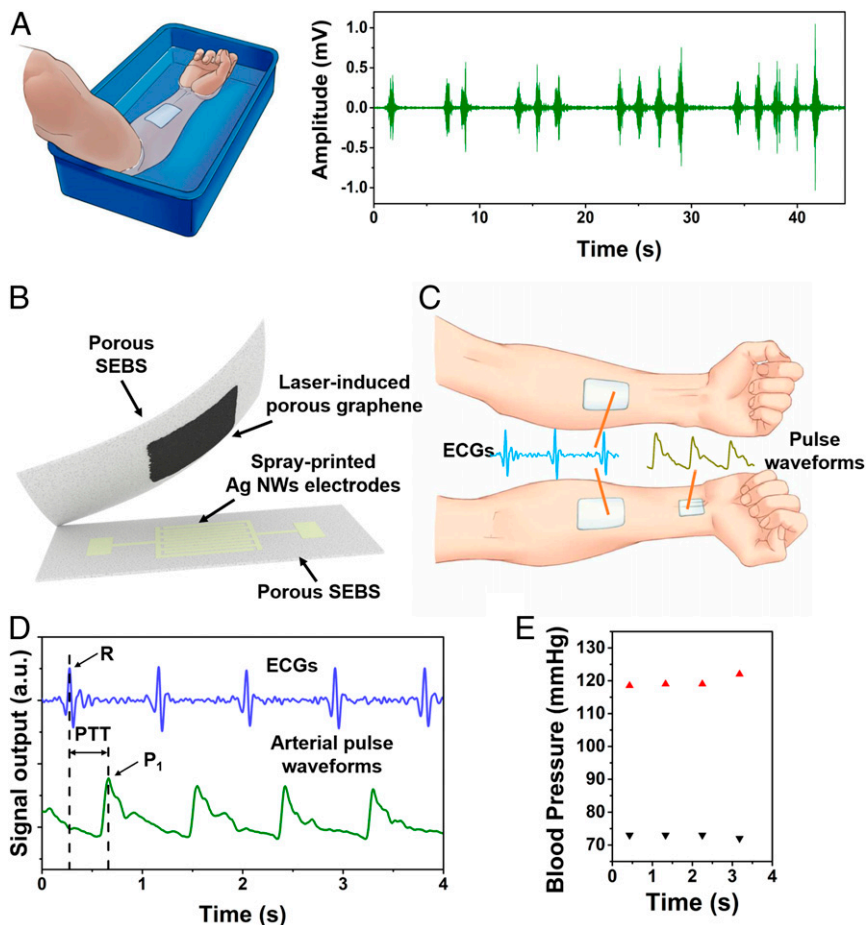 A
Amplitude (mV)
1.0
0.5
0.0
-0.5
-1.0
0
10
20
30
40
Time (s)
B
Porous
SEBS
Laser-induced
porous graphene
Spray-printed
Ag NWs electrodes
Porous SEBS
C
ECGs
Pulse
waveforms
D
Signal output (a.u.)
R
ECGs
PTT
Arterial pulse
waveforms
P1
0
1
2
3
4
Time (s)
E
Blood Pressure (mmHg)
130
120
110
100
90
80
70
0
1
2
3
4
Time (s)